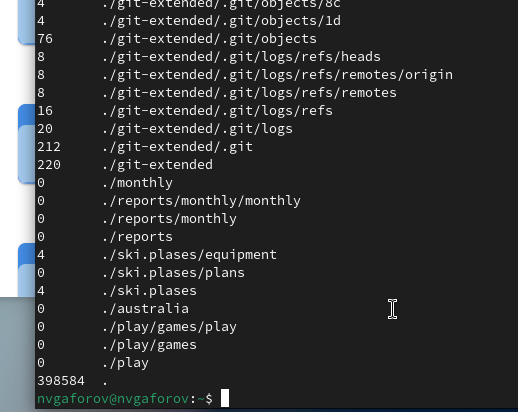 4 ./git-extended/.git/objects/8c
4 ./git-extended/.git/objects/1d
76 ./git-extended/.git/objects
8 ./git-extended/.git/logs/refs/heads
8 ./git-extended/.git/logs/refs/remotes/origin
8 ./git-extended/.git/logs/refs/remotes
16 ./git-extended/.git/logs/refs
20 ./git-extended/.git/logs
212 ./git-extended/.git
220 ./git-extended
0 ./monthly
0 ./reports/monthly/monthly
0 ./reports/monthly
0 ./reports
4 ./ski.plases/equipment
0 ./ski.plases/plans
4 ./ski.plases
0 ./australia
0 ./play/games/play
0 ./play/games
0 ./play
398584 .
nvgaforov@nvgaforov:~$